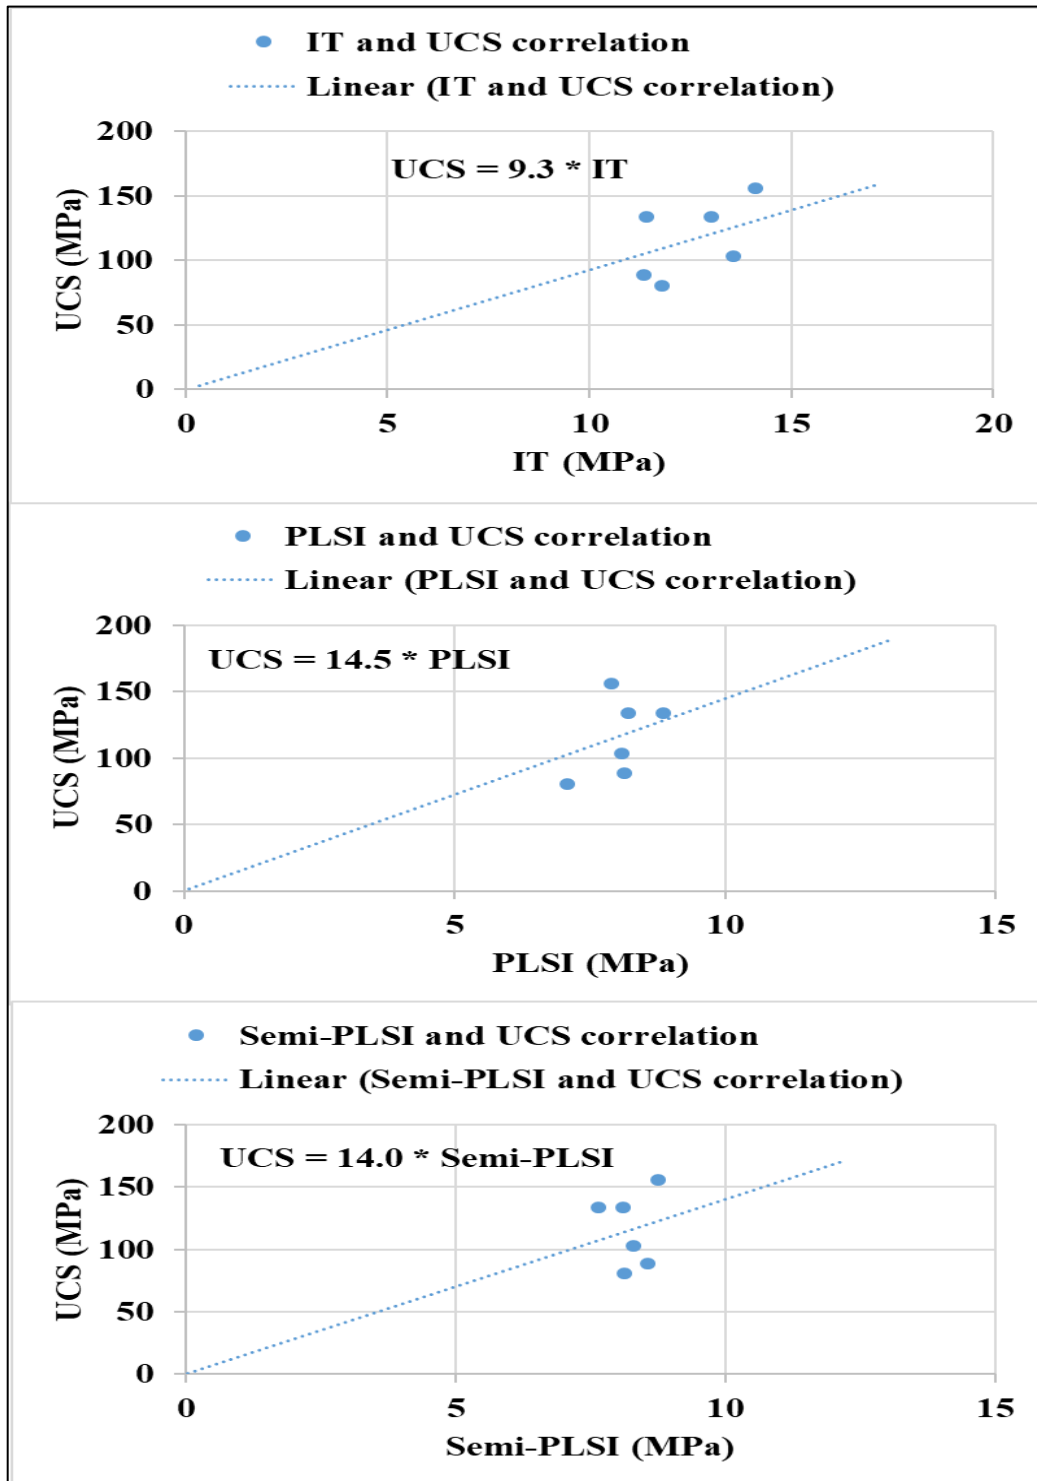 IT and UCS correlation
Linear (IT and UCS correlation)
UCS = 9.3 * IT
UCS (MPa)
200
150
100
50
0
0 5 10 15 20
IT (MPa)
PLSI and UCS correlation
Linear (PLSI and UCS correlation)
UCS = 14.5 * PLSI
UCS (MPa)
200
150
100
50
0
0 5 10 15
PLSI (MPa)
Semi-PLSI and UCS correlation
Linear (Semi-PLSI and UCS correlation)
UCS = 14.0 * Semi-PLSI
UCS (MPa)
200
150
100
50
0
0 5 10 15
Semi-PLSI (MPa)